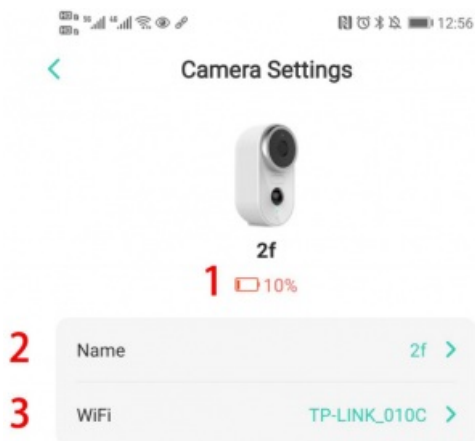 12:56
Camera Settings
2f
1 10%
2 Name 2f
3 WiFi TP-LINK_010C